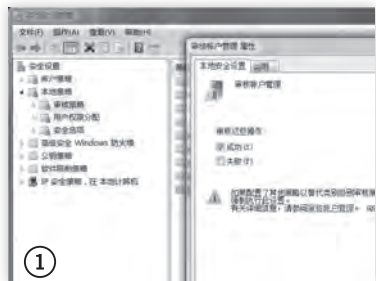 文件(F) 操作(A) 查看(V) 帮助(H)
安全设置
帐户策略
本地策略
审核策略
用户权限分配
安全选项
高级安全 Windows 防火墙
公钥策略
软件限制策略
IP 安全策略，在 本地计算机
审核帐户管理 属性
本地安全设置 说明
审核帐户管理
审核这些操作:
成功(S)
失败(F)
①